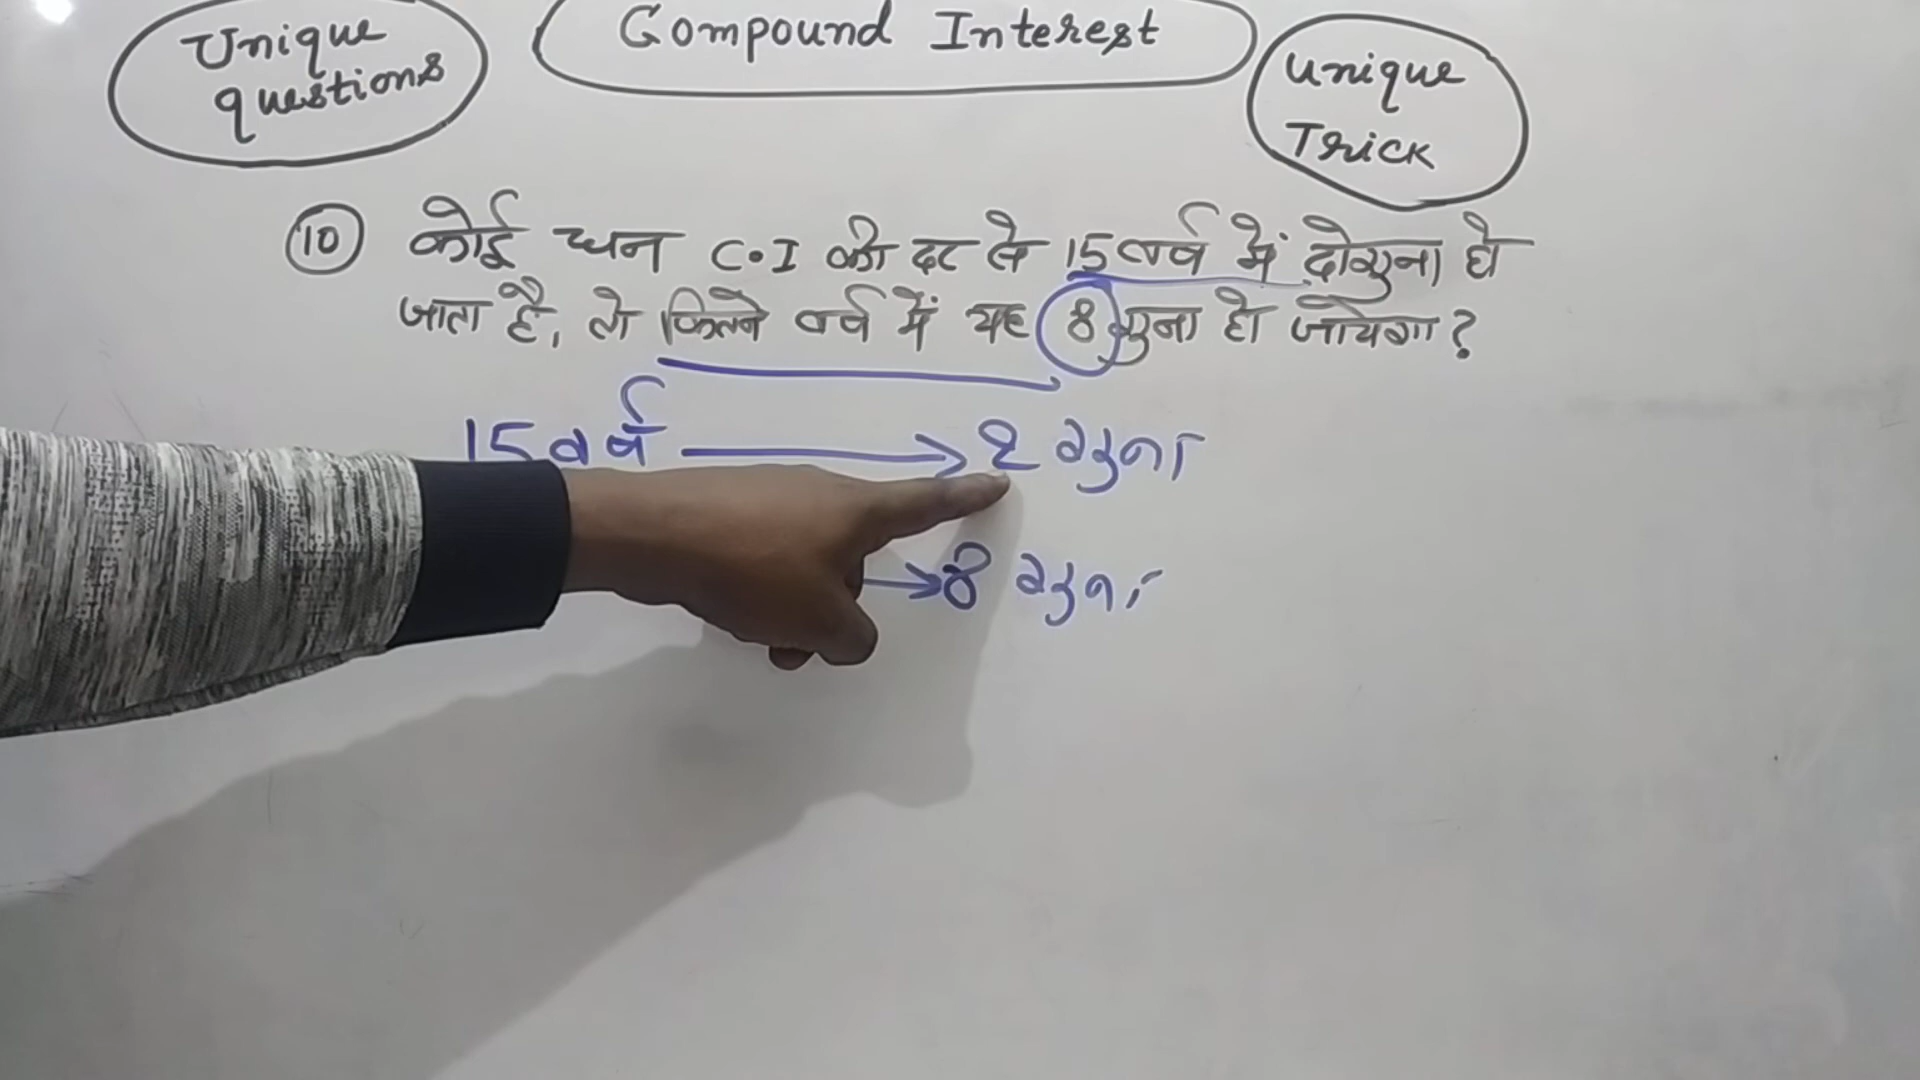 Unique
questions
Compound Interest
Unique
Trick
10 कोई धन C.I की दर से 15 वर्ष में दोगुना हो
जाता है, तो कितने वर्ष में यह 8 गुना हो जायेगा?
15 वर्ष → 2 गुना
→ 8 गुना